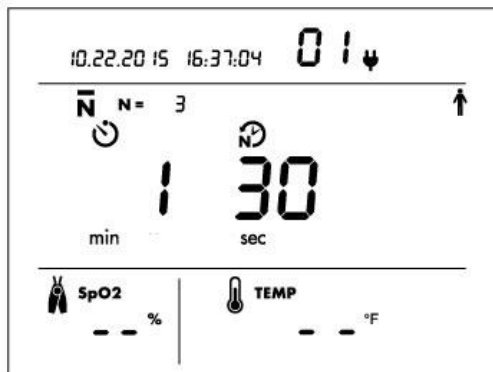 10.22.2015 16:37:04 01
N N = 3
N
1 30
min sec
SpO2 TEMP
-- % -- °F